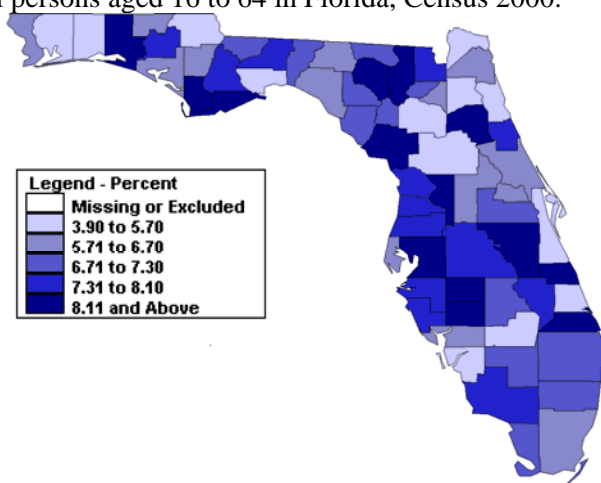 persons aged 16 to 64 in Florida, Census 2000.
Legend - Percent
Missing or Excluded
3.90 to 5.70
5.71 to 6.70
6.71 to 7.30
7.31 to 8.10
8.11 and Above